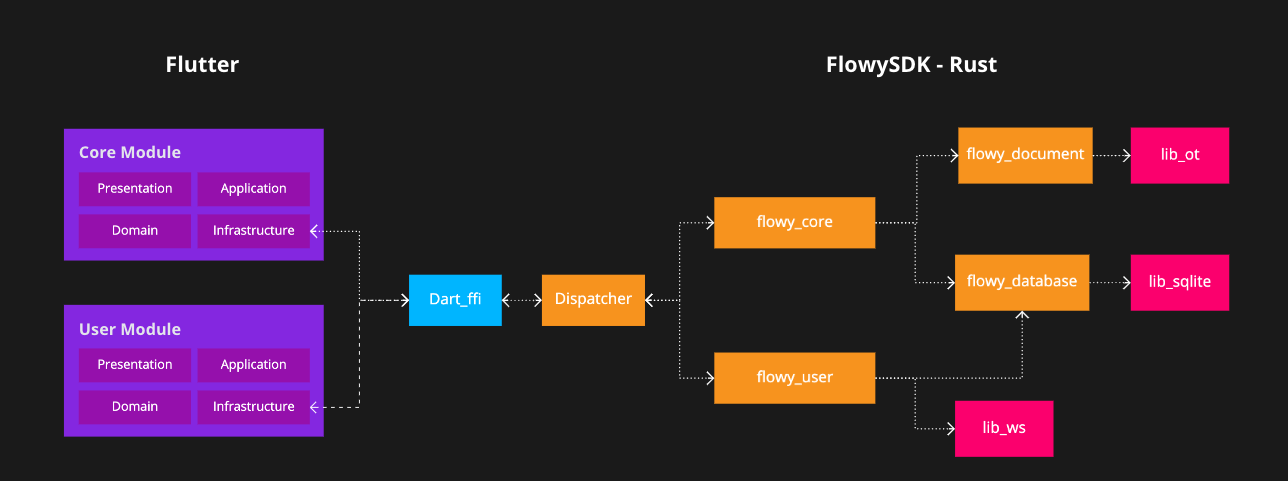 Flutter
FlowySDK - Rust
Core Module
Presentation
Application
Domain
Infrastructure
User Module
Presentation
Application
Domain
Infrastructure
Dart_ffi
Dispatcher
flowy_core
flowy_user
flowy_document
lib_ot
flowy_database
lib_sqlite
lib_ws